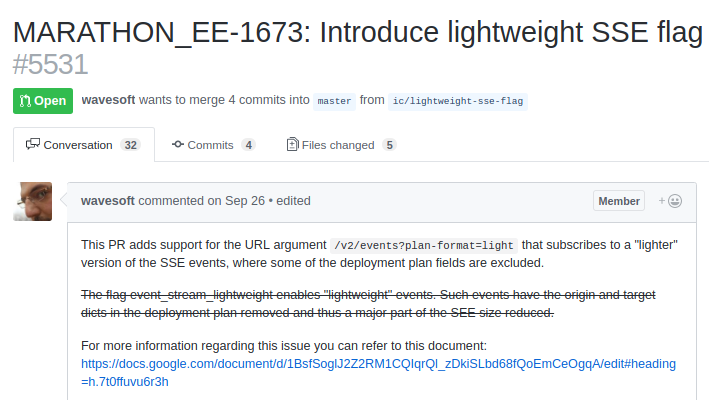 MARATHON_EE-1673: Introduce lightweight SSE flag
#5531
Open wavesoft wants to merge 4 commits into master from ic/lightweight-sse-flag
Conversation 32 Commits 4 Files changed 5
wavesoft commented on Sep 26 • edited Member +
This PR adds support for the URL argument /v2/events?plan-format=light that subscribes to a "lighter"
version of the SSE events, where some of the deployment plan fields are excluded.
The flag event_stream_lightweight enables "lightweight" events. Such events have the origin and target
dicts in the deployment plan removed and thus a major part of the SEE size reduced.
For more information regarding this issue you can refer to this document:
https://docs.google.com/document/d/1BsfSoglJ2Z2RM1CQIqrQl_zDkiSLbd68fQoEmCeOgqA/edit#heading
=h.7t0ffuvu6r3h